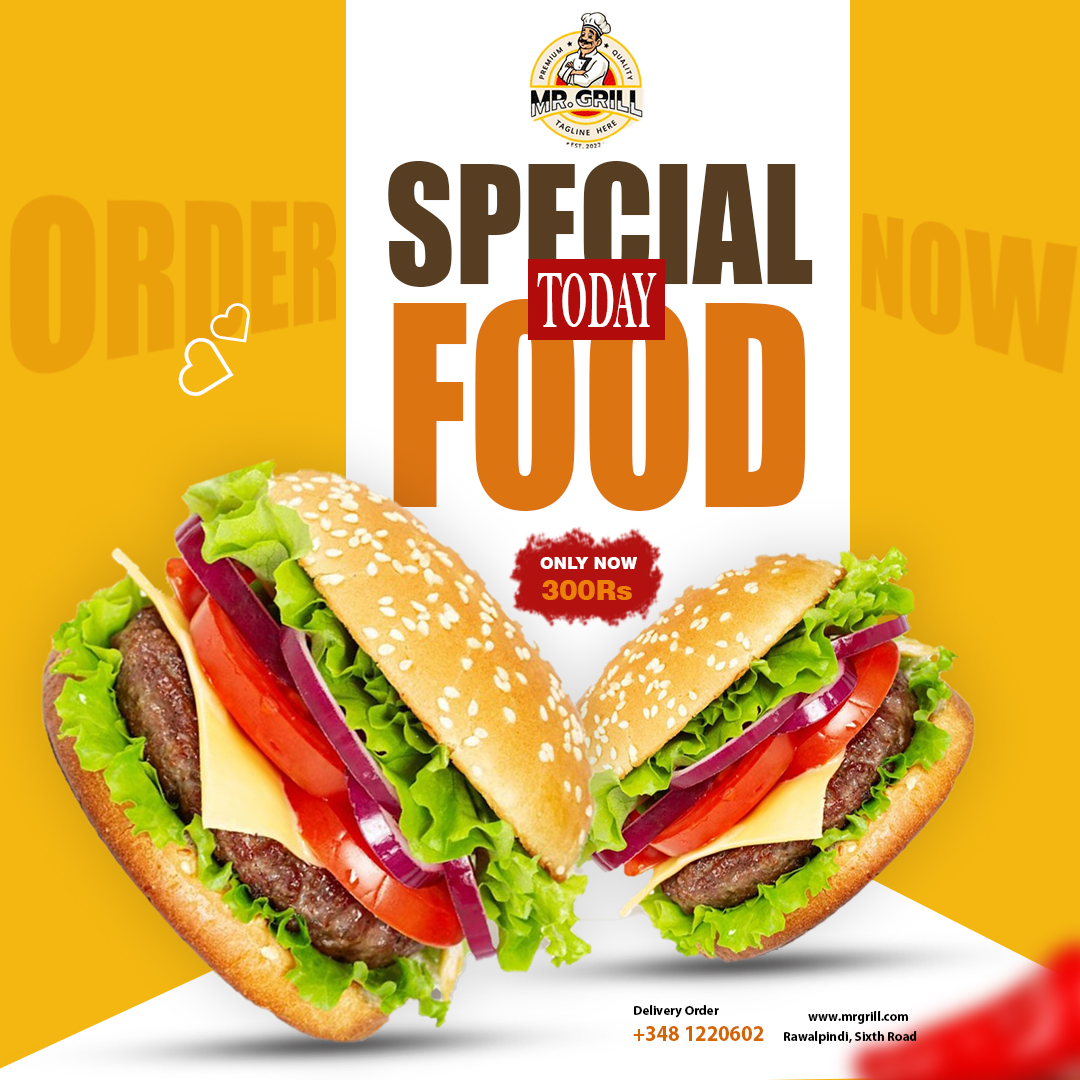 PREMIUM ★ ★ QUALITY
MR. GRILL
TAGLINE HERE
EST. 2022
SPECIAL
TODAY
FOOD
ORDER
NOW
ONLY NOW
300Rs
Delivery Order
+348 1220602
www.mrgrill.com
Rawalpindi, Sixth Road